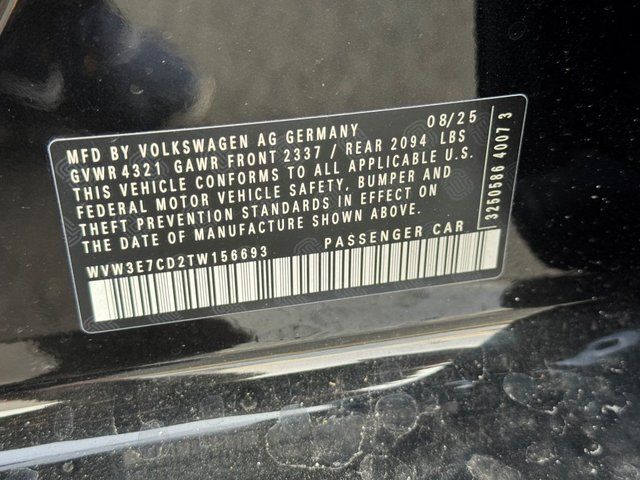 08/25
MFD BY VOLKSWAGEN AG GERMANY
GVWR 4321 GAWR FRONT 2337 / REAR 2094 LBS
THIS VEHICLE CONFORMS TO ALL APPLICABLE U.S.
FEDERAL MOTOR VEHICLE SAFETY, BUMPER AND
THEFT PREVENTION STANDARDS IN EFFECT ON
THE DATE OF MANUFACTURE SHOWN ABOVE.
WVW3E7CD2TW156693 PASSENGER CAR
3250586 4007 3